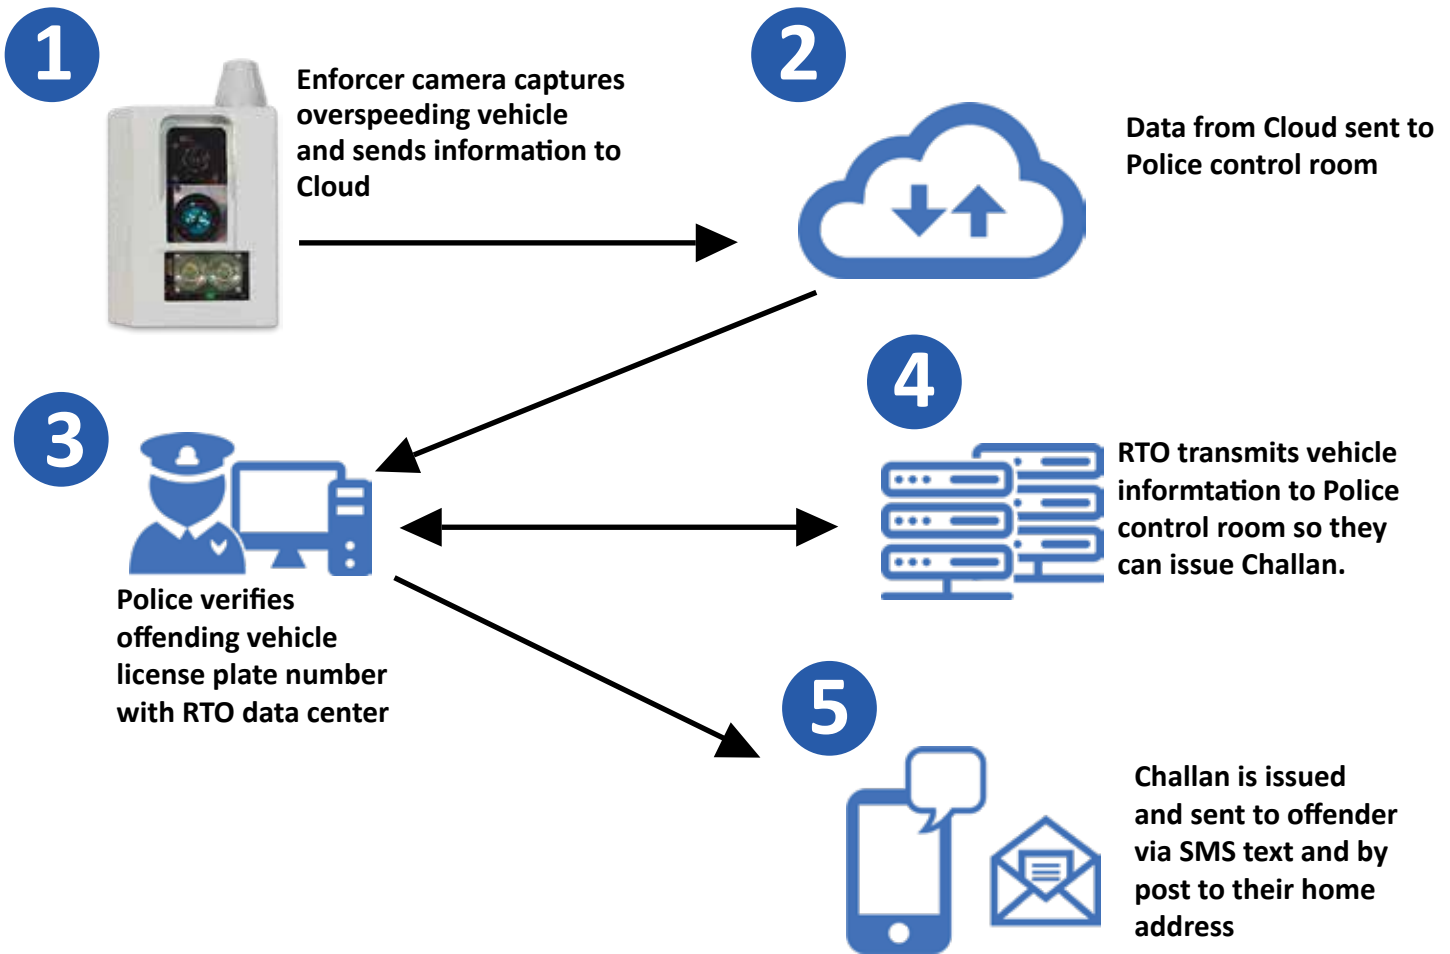 1
Enforcer camera captures
overspeeding vehicle
and sends information to
Cloud
2
Data from Cloud sent to
Police control room
3
Police verifies
offending vehicle
license plate number
with RTO data center
4
RTO transmits vehicle
informtation to Police
control room so they
can issue Challan.
5
Challan is issued
and sent to offender
via SMS text and by
post to their home
address